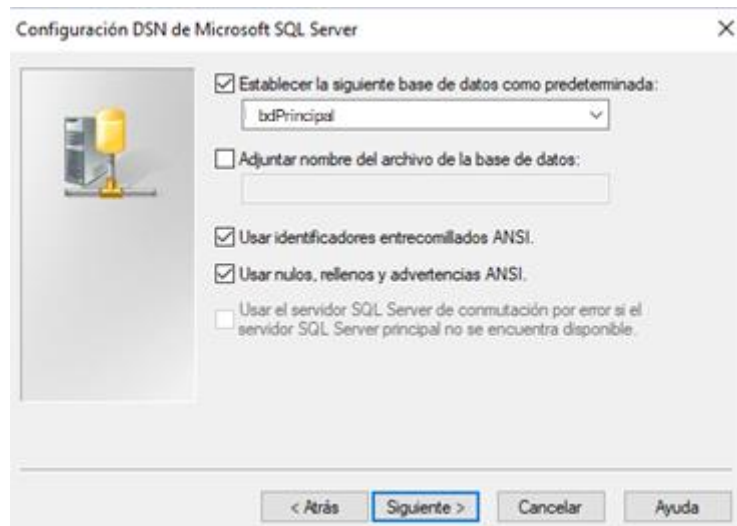 Configuración DSN de Microsoft SQL Server
Establecer la siguiente base de datos como predeterminada:
bdPrincipal
Adjuntar nombre del archivo de la base de datos:
Usar identificadores entrecomillados ANSI.
Usar nulos, rellenos y advertencias ANSI.
Usar el servidor SQL Server de conmutación por error si el
servidor SQL Server principal no se encuentra disponible.
< Atrás Siguiente > Cancelar Ayuda